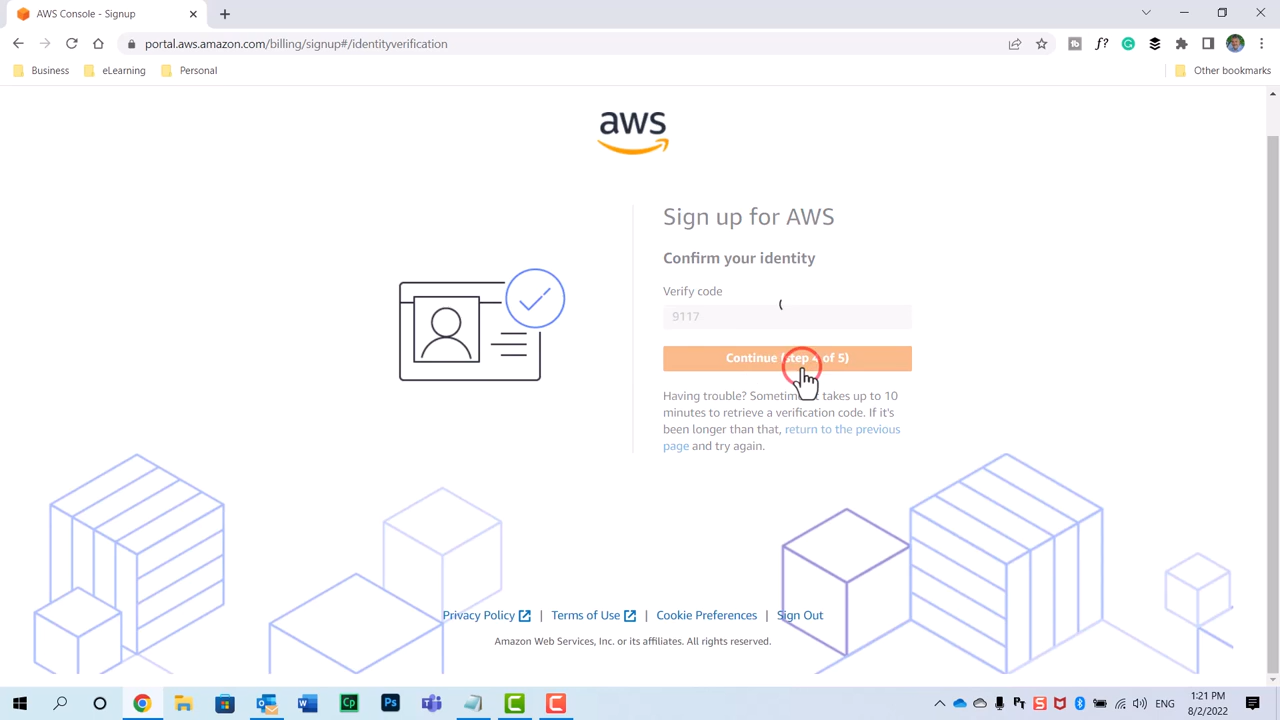 AWS Console - Signup
portal.aws.amazon.com/billing/signup#/identityverification
Business
eLearning
Personal
Other bookmarks
aws
Sign up for AWS
Confirm your identity
Verify code
9117
Continue (step 4 of 5)
Having trouble? Sometimes it takes up to 10
minutes to retrieve a verification code. If it's
been longer than that, return to the previous
page and try again.
Privacy Policy | Terms of Use | Cookie Preferences | Sign Out
Amazon Web Services, Inc. or its affiliates. All rights reserved.
ENG
1:21 PM
8/2/2022